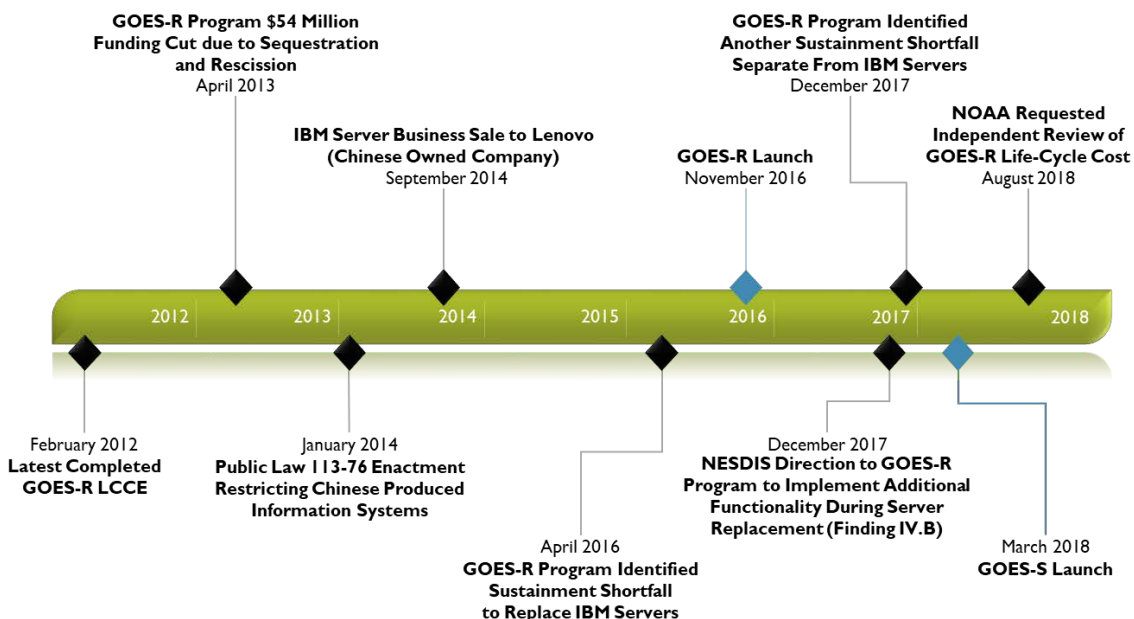 GOES-R Program $54 Million
Funding Cut due to Sequestration
and Rescission
April 2013
IBM Server Business Sale to Lenovo
(Chinese Owned Company)
September 2014
GOES-R Launch
November 2016
GOES-R Program Identified
Another Sustainment Shortfall
Separate From IBM Servers
December 2017
NOAA Requested
Independent Review of
GOES-R Life-Cycle Cost
August 2018
2012
2013
2014
2015
2016
2017
2018
February 2012
Latest Completed
GOES-R LCCE
January 2014
Public Law 113-76 Enactment
Restricting Chinese Produced
Information Systems
April 2016
GOES-R Program Identified
Sustainment Shortfall
to Replace IBM Servers
December 2017
NESDIS Direction to GOES-R
Program to Implement Additional
Functionality During Server
Replacement (Finding IV.B)
March 2018
GOES-S Launch